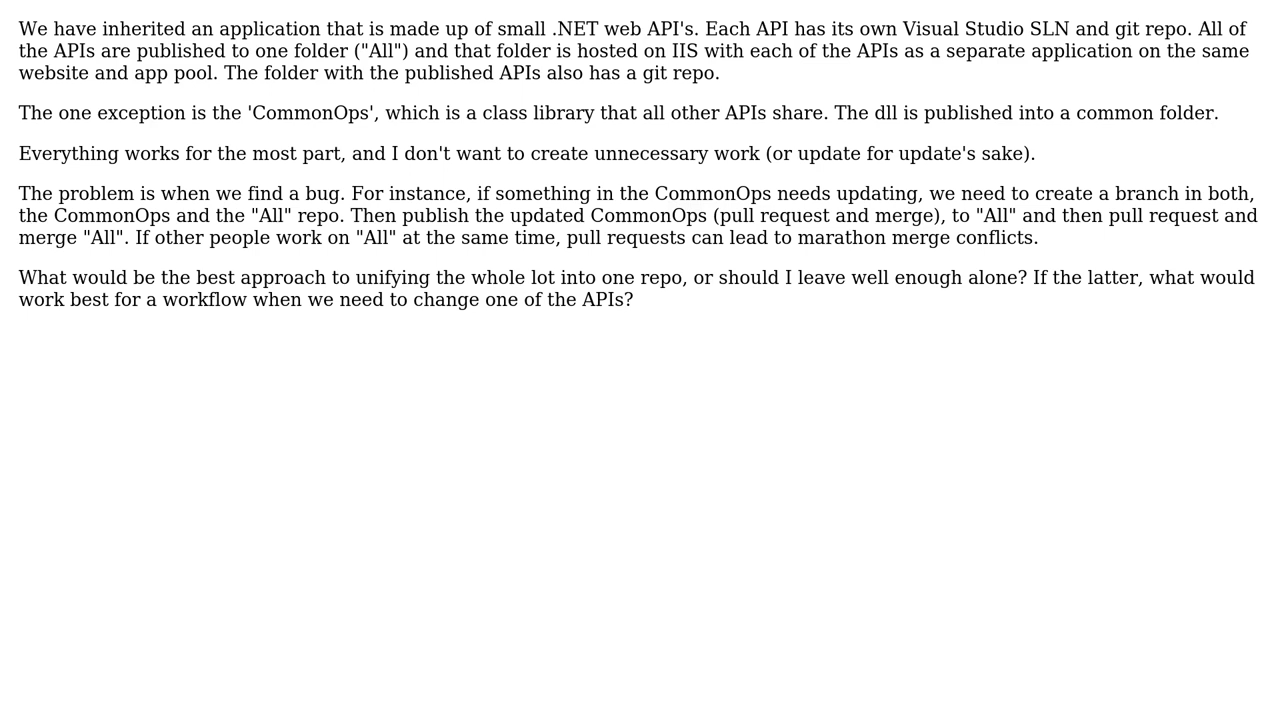 We have inherited an application that is made up of small .NET web API's. Each API has its own Visual Studio SLN and git repo. All of
the APIs are published to one folder ("All") and that folder is hosted on IIS with each of the APIs as a separate application on the same
website and app pool. The folder with the published APIs also has a git repo.
The one exception is the 'CommonOps', which is a class library that all other APIs share. The dll is published into a common folder.
Everything works for the most part, and I don't want to create unnecessary work (or update for update's sake).
The problem is when we find a bug. For instance, if something in the CommonOps needs updating, we need to create a branch in both,
the CommonOps and the "All" repo. Then publish the updated CommonOps (pull request and merge), to "All" and then pull request and
merge "All". If other people work on "All" at the same time, pull requests can lead to marathon merge conflicts.
What would be the best approach to unifying the whole lot into one repo, or should I leave well enough alone? If the latter, what would
work best for a workflow when we need to change one of the APIs?